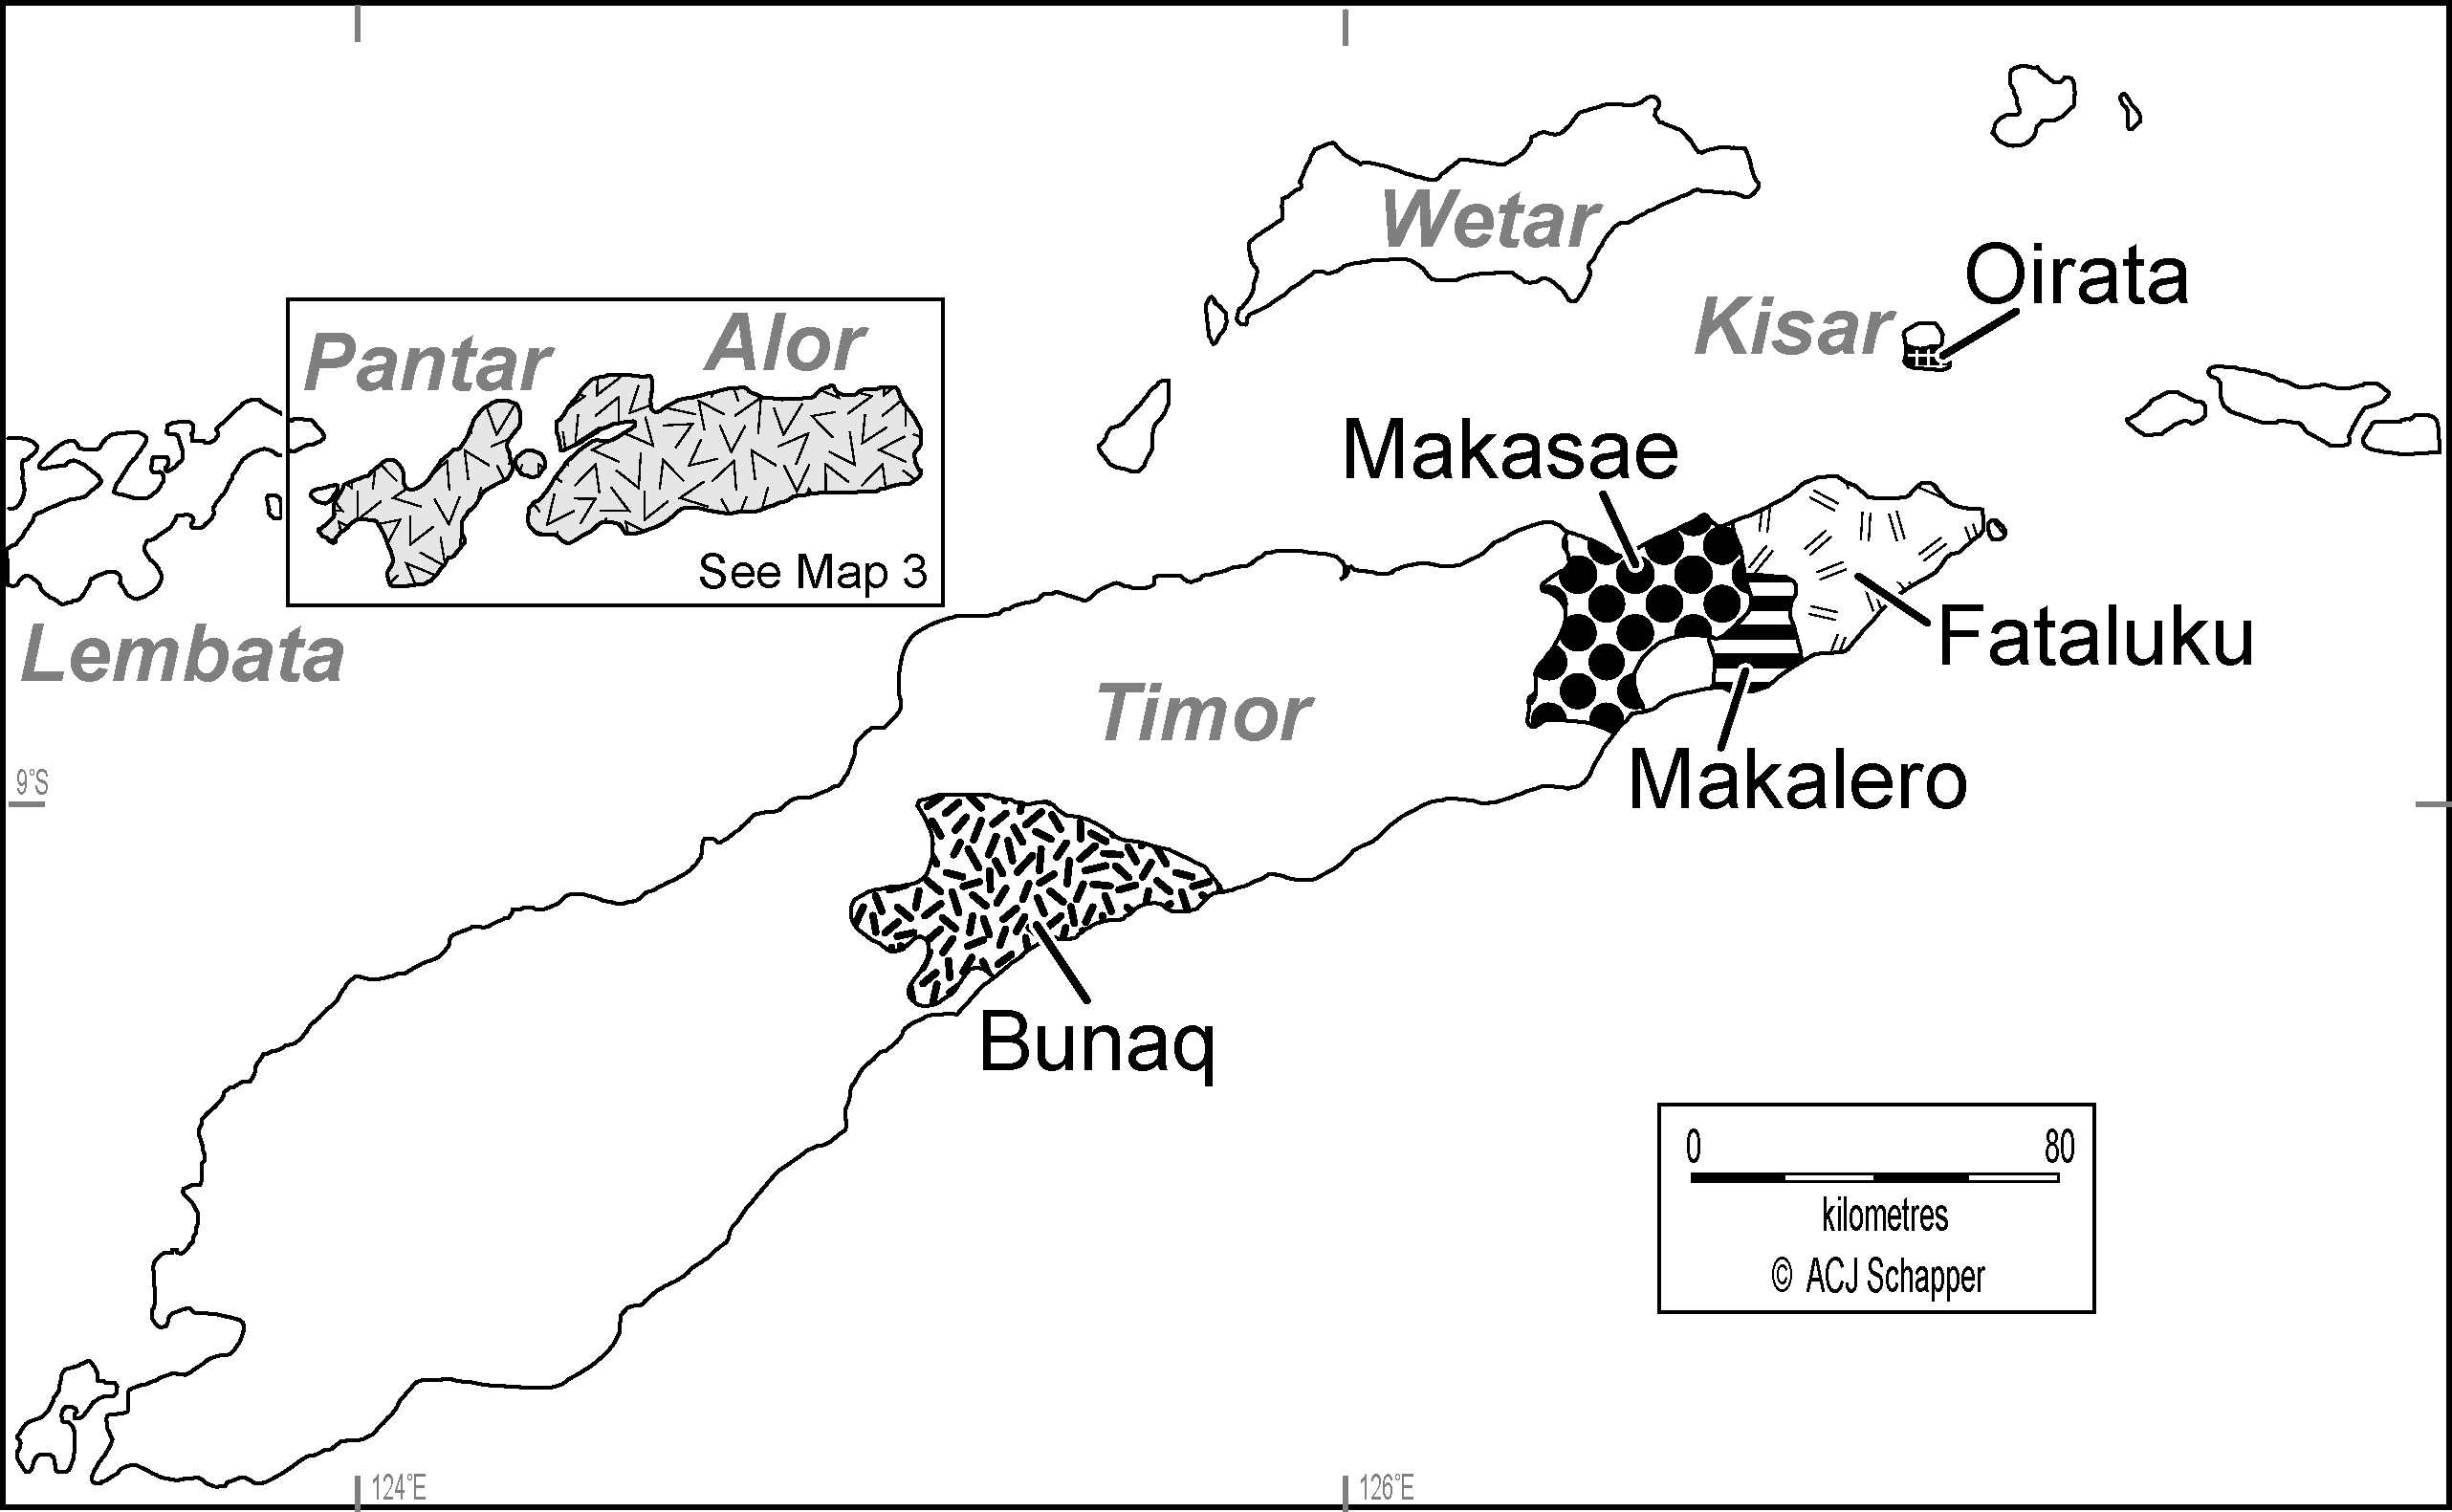 Wetar
Oirata
Kisar
Alor
Pantar
Makasae
See Map 3
Fataluku
Lembata
Timor
Makalero
9°S
Bunaq
0 80
kilometres
© ACJ Schapper
124°E
126°E